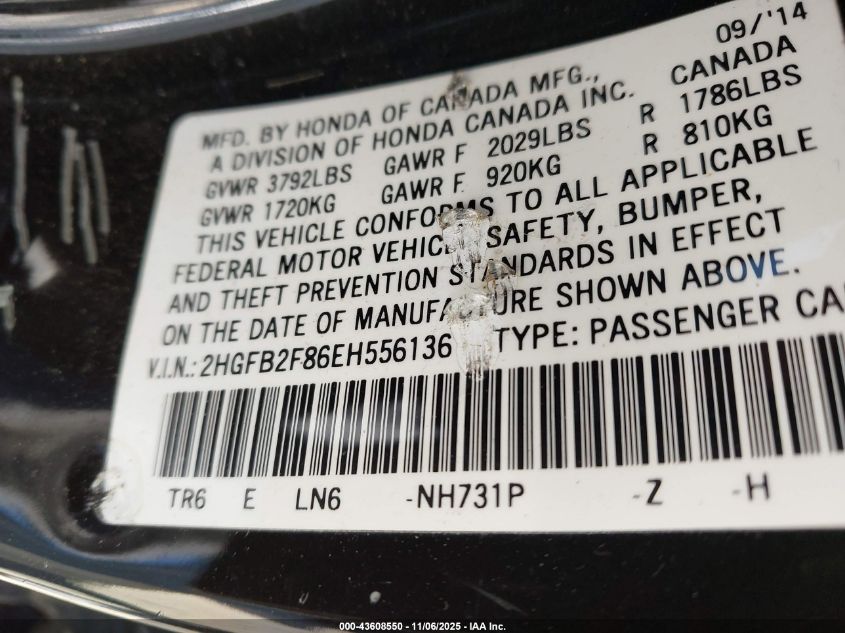 09/'14
MFD. BY HONDA OF CANADA MFG.,
A DIVISION OF HONDA CANADA INC. CANADA
GVWR 3792LBS GAWR F 2029LBS R 1786LBS
GVWR 1720KG GAWR F 920KG R 810KG
THIS VEHICLE CONFORMS TO ALL APPLICABLE
FEDERAL MOTOR VEHICLE SAFETY, BUMPER,
AND THEFT PREVENTION STANDARDS IN EFFECT
ON THE DATE OF MANUFACTURE SHOWN ABOVE.
V.I.N.: 2HGFB2F86EH556136 TYPE: PASSENGER CA
TR6 E LN6 -NH731P -Z -H
000-43608550 - 11/06/2025 - IAA Inc.